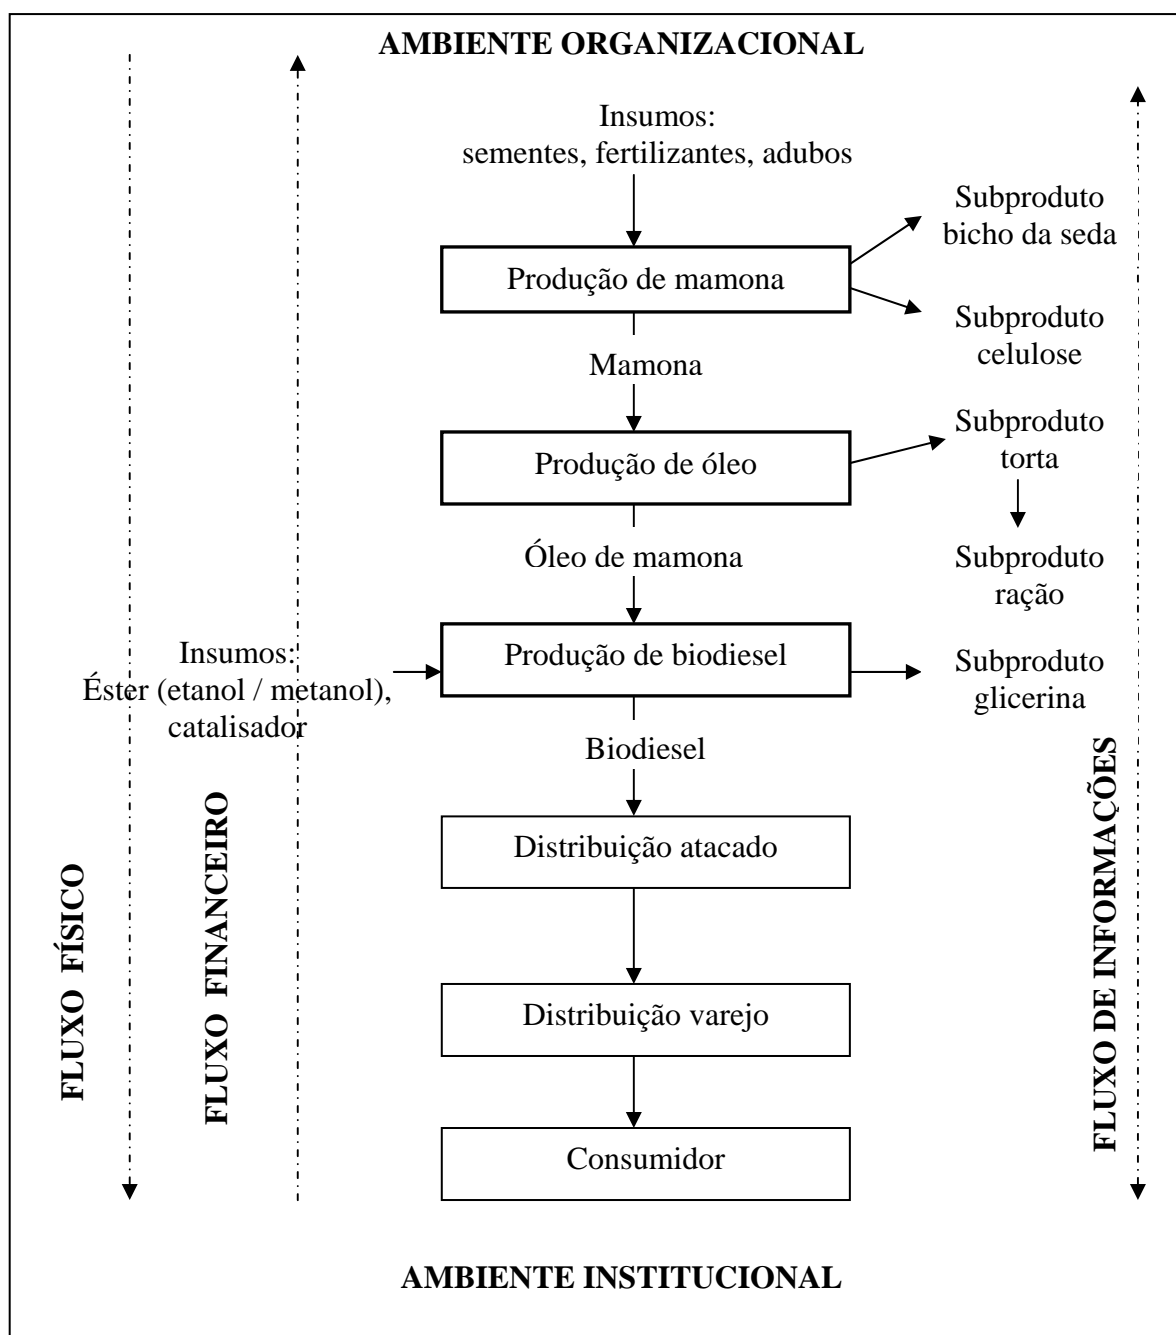 AMBIENTE ORGANIZACIONAL
Insumos:
sementes, fertilizantes, adubos
Subproduto
bicho da seda
Produção de mamona
Subproduto
celulose
Mamona
Subproduto
torta
Produção de óleo
Óleo de mamona
Subproduto
ração
Insumos:
Éster (etanol / metanol),
catalisador
Produção de biodiesel
Subproduto
glicerina
Biodiesel
Distribuição atacado
Distribuição varejo
Consumidor
FLUXO FÍSICO
FLUXO FINANCEIRO
FLUXO DE INFORMAÇÕES
AMBIENTE INSTITUCIONAL